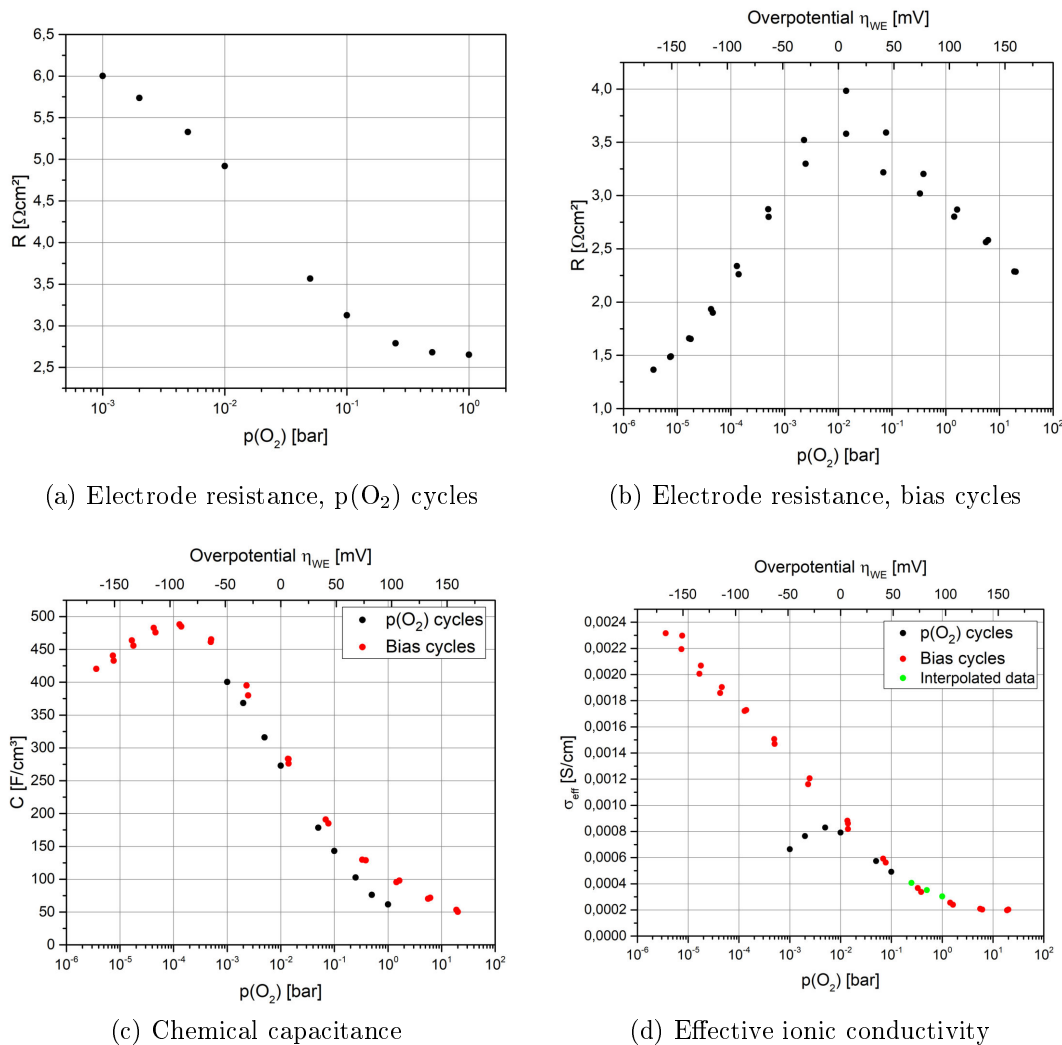 6,5
6,0
5,5
5,0
4,5
4,0
3,5
3,0
2,5
R [Ωcm²]
10⁻³ 10⁻² 10⁻¹ 10⁰
p(O₂) [bar]
(a) Electrode resistance, p(O₂) cycles
Overpotential η_WE [mV]
-150 -100 -50 0 50 100 150
4,0
3,5
3,0
2,5
2,0
1,5
1,0
R [Ωcm²]
10⁻⁶ 10⁻⁵ 10⁻⁴ 10⁻³ 10⁻² 10⁻¹ 10⁰ 10¹ 10²
p(O₂) [bar]
(b) Electrode resistance, bias cycles
Overpotential η_WE [mV]
-150 -100 -50 0 50 100 150
500
450
400
350
300
250
200
150
100
50
0
C [F/cm³]
p(O₂) cycles
Bias cycles
10⁻⁶ 10⁻⁵ 10⁻⁴ 10⁻³ 10⁻² 10⁻¹ 10⁰ 10¹ 10²
p(O₂) [bar]
(c) Chemical capacitance
Overpotential η_WE [mV]
-150 -100 -50 0 50 100 150
0,0024
0,0022
0,0020
0,0018
0,0016
0,0014
0,0012
0,0010
0,0008
0,0006
0,0004
0,0002
0,0000
σ_eff [S/cm]
p(O₂) cycles
Bias cycles
Interpolated data
10⁻⁶ 10⁻⁵ 10⁻⁴ 10⁻³ 10⁻² 10⁻¹ 10⁰ 10¹ 10²
p(O₂) [bar]
(d) Effective ionic conductivity